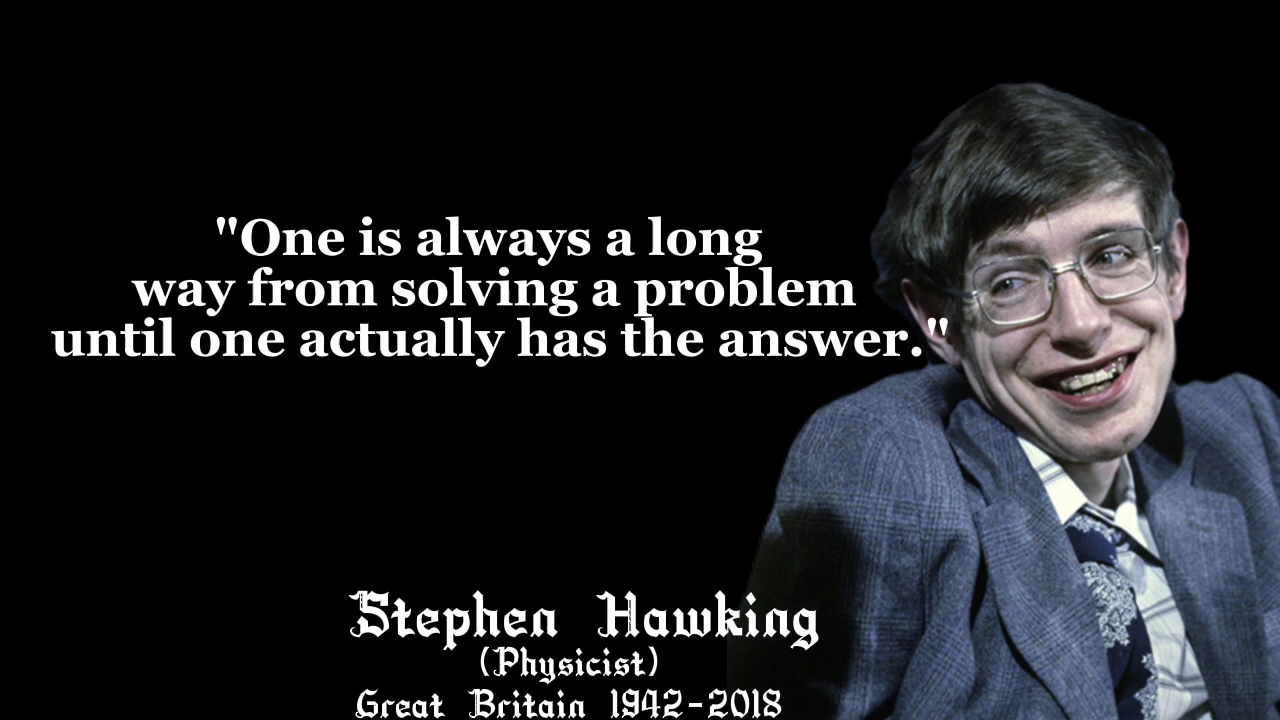 "One is always a long
way from solving a problem
until one actually has the answer."
Stephen Hawking
(Physicist)
Great Britain 1942-2018